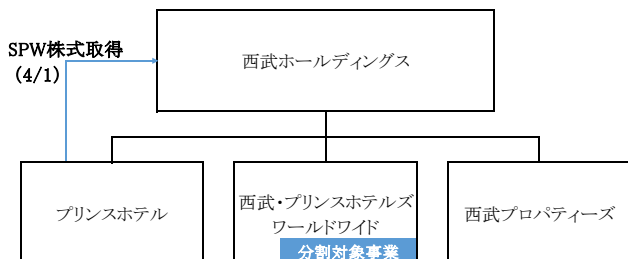 SPW株式取得
(4/1)
西武ホールディングス
プリンスホテル
西武・プリンスホテルズ
ワールドワイド
分割対象事業
西武プロパティーズ